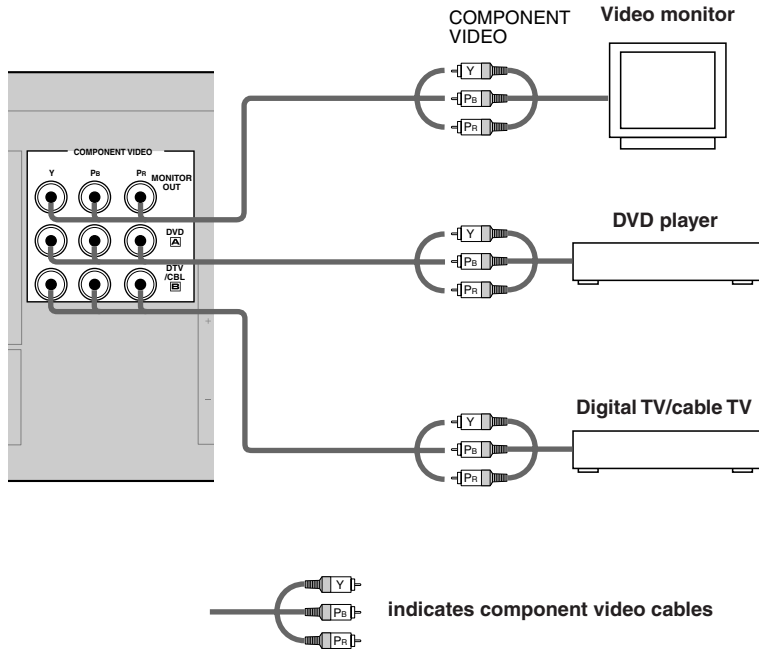 COMPONENT
VIDEO
Video monitor
Y
PB
PR
COMPONENT VIDEO
Y PB PR
MONITOR
OUT
DVD
A
DTV
/CBL
B
+
–
DVD player
Y
PB
PR
Digital TV/cable TV
Y
PB
PR
Y
PB
PR
indicates component video cables